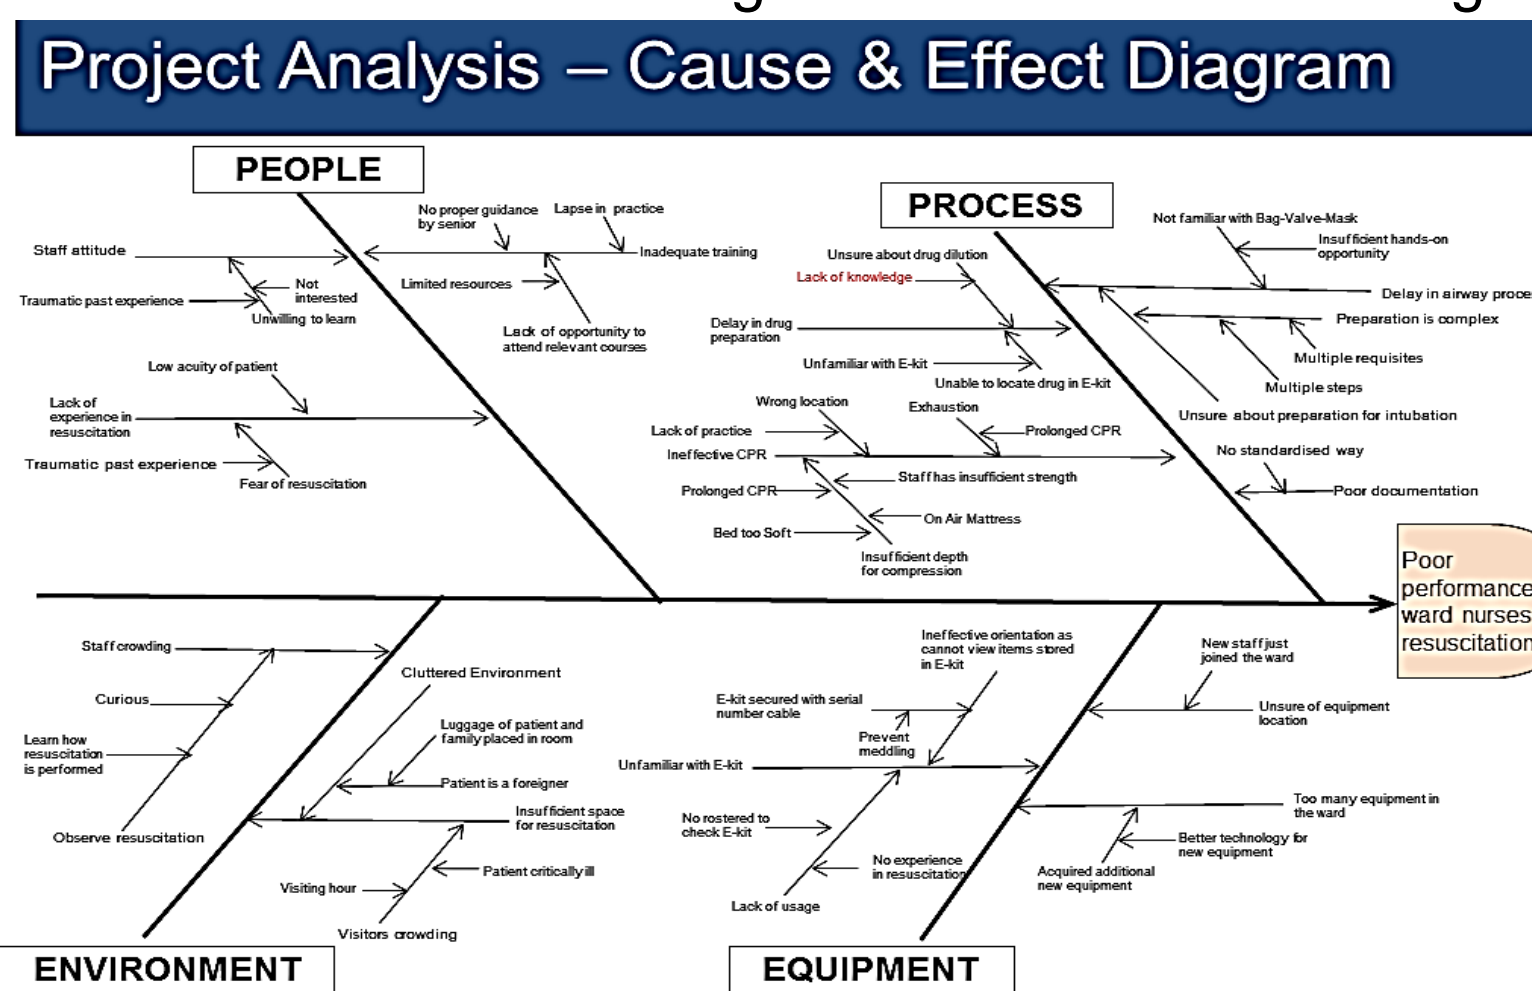 Project Analysis – Cause & Effect Diagram
PEOPLE
Staff attitude
Traumatic past experience
Not
interested
Unwilling to learn
No proper guidance
by senior
Lapse in practice
Inadequate training
Limited resources
Lack of opportunity to
attend relevant courses
Low acuity of patient
Lack of
experience in
resuscitation
Traumatic past experience
Fear of resuscitation
PROCESS
Unsure about drug dilution
Lack of knowledge
Delay in drug
preparation
Unfamiliar with E-kit
Unable to locate drug in E-kit
Not familiar with Bag-Valve-Mask
Insufficient hands-on
opportunity
Delay in airway proce
Preparation is complex
Multiple requisites
Multiple steps
Unsure about preparation for intubation
Wrong location
Exhaustion
Lack of practice
Prolonged CPR
Ineffective CPR
Staff has insufficient strength
Prolonged CPR
On Air Mattress
Bed too Soft
Insufficient depth
for compression
No standardised way
Poor documentation
Poor
performance
ward nurses
resuscitation
Staff crowding
Curious
Learn how
resuscitation
is performed
Observe resuscitation
Cluttered Environment
Luggage of patient and
family placed in room
Patient is a foreigner
Insufficient space
for resuscitation
Patient critically ill
Visiting hour
Visitors crowding
ENVIRONMENT
Ineffective orientation as
cannot view items stored
in E-kit
E-kit secured with serial
number cable
Prevent
meddling
Unfamiliar with E-kit
No rostered to
check E-kit
No experience
in resuscitation
Lack of usage
New staff just
joined the ward
Unsure of equipment
location
Too many equipment in
the ward
Better technology for
new equipment
Acquired additional
new equipment
EQUIPMENT